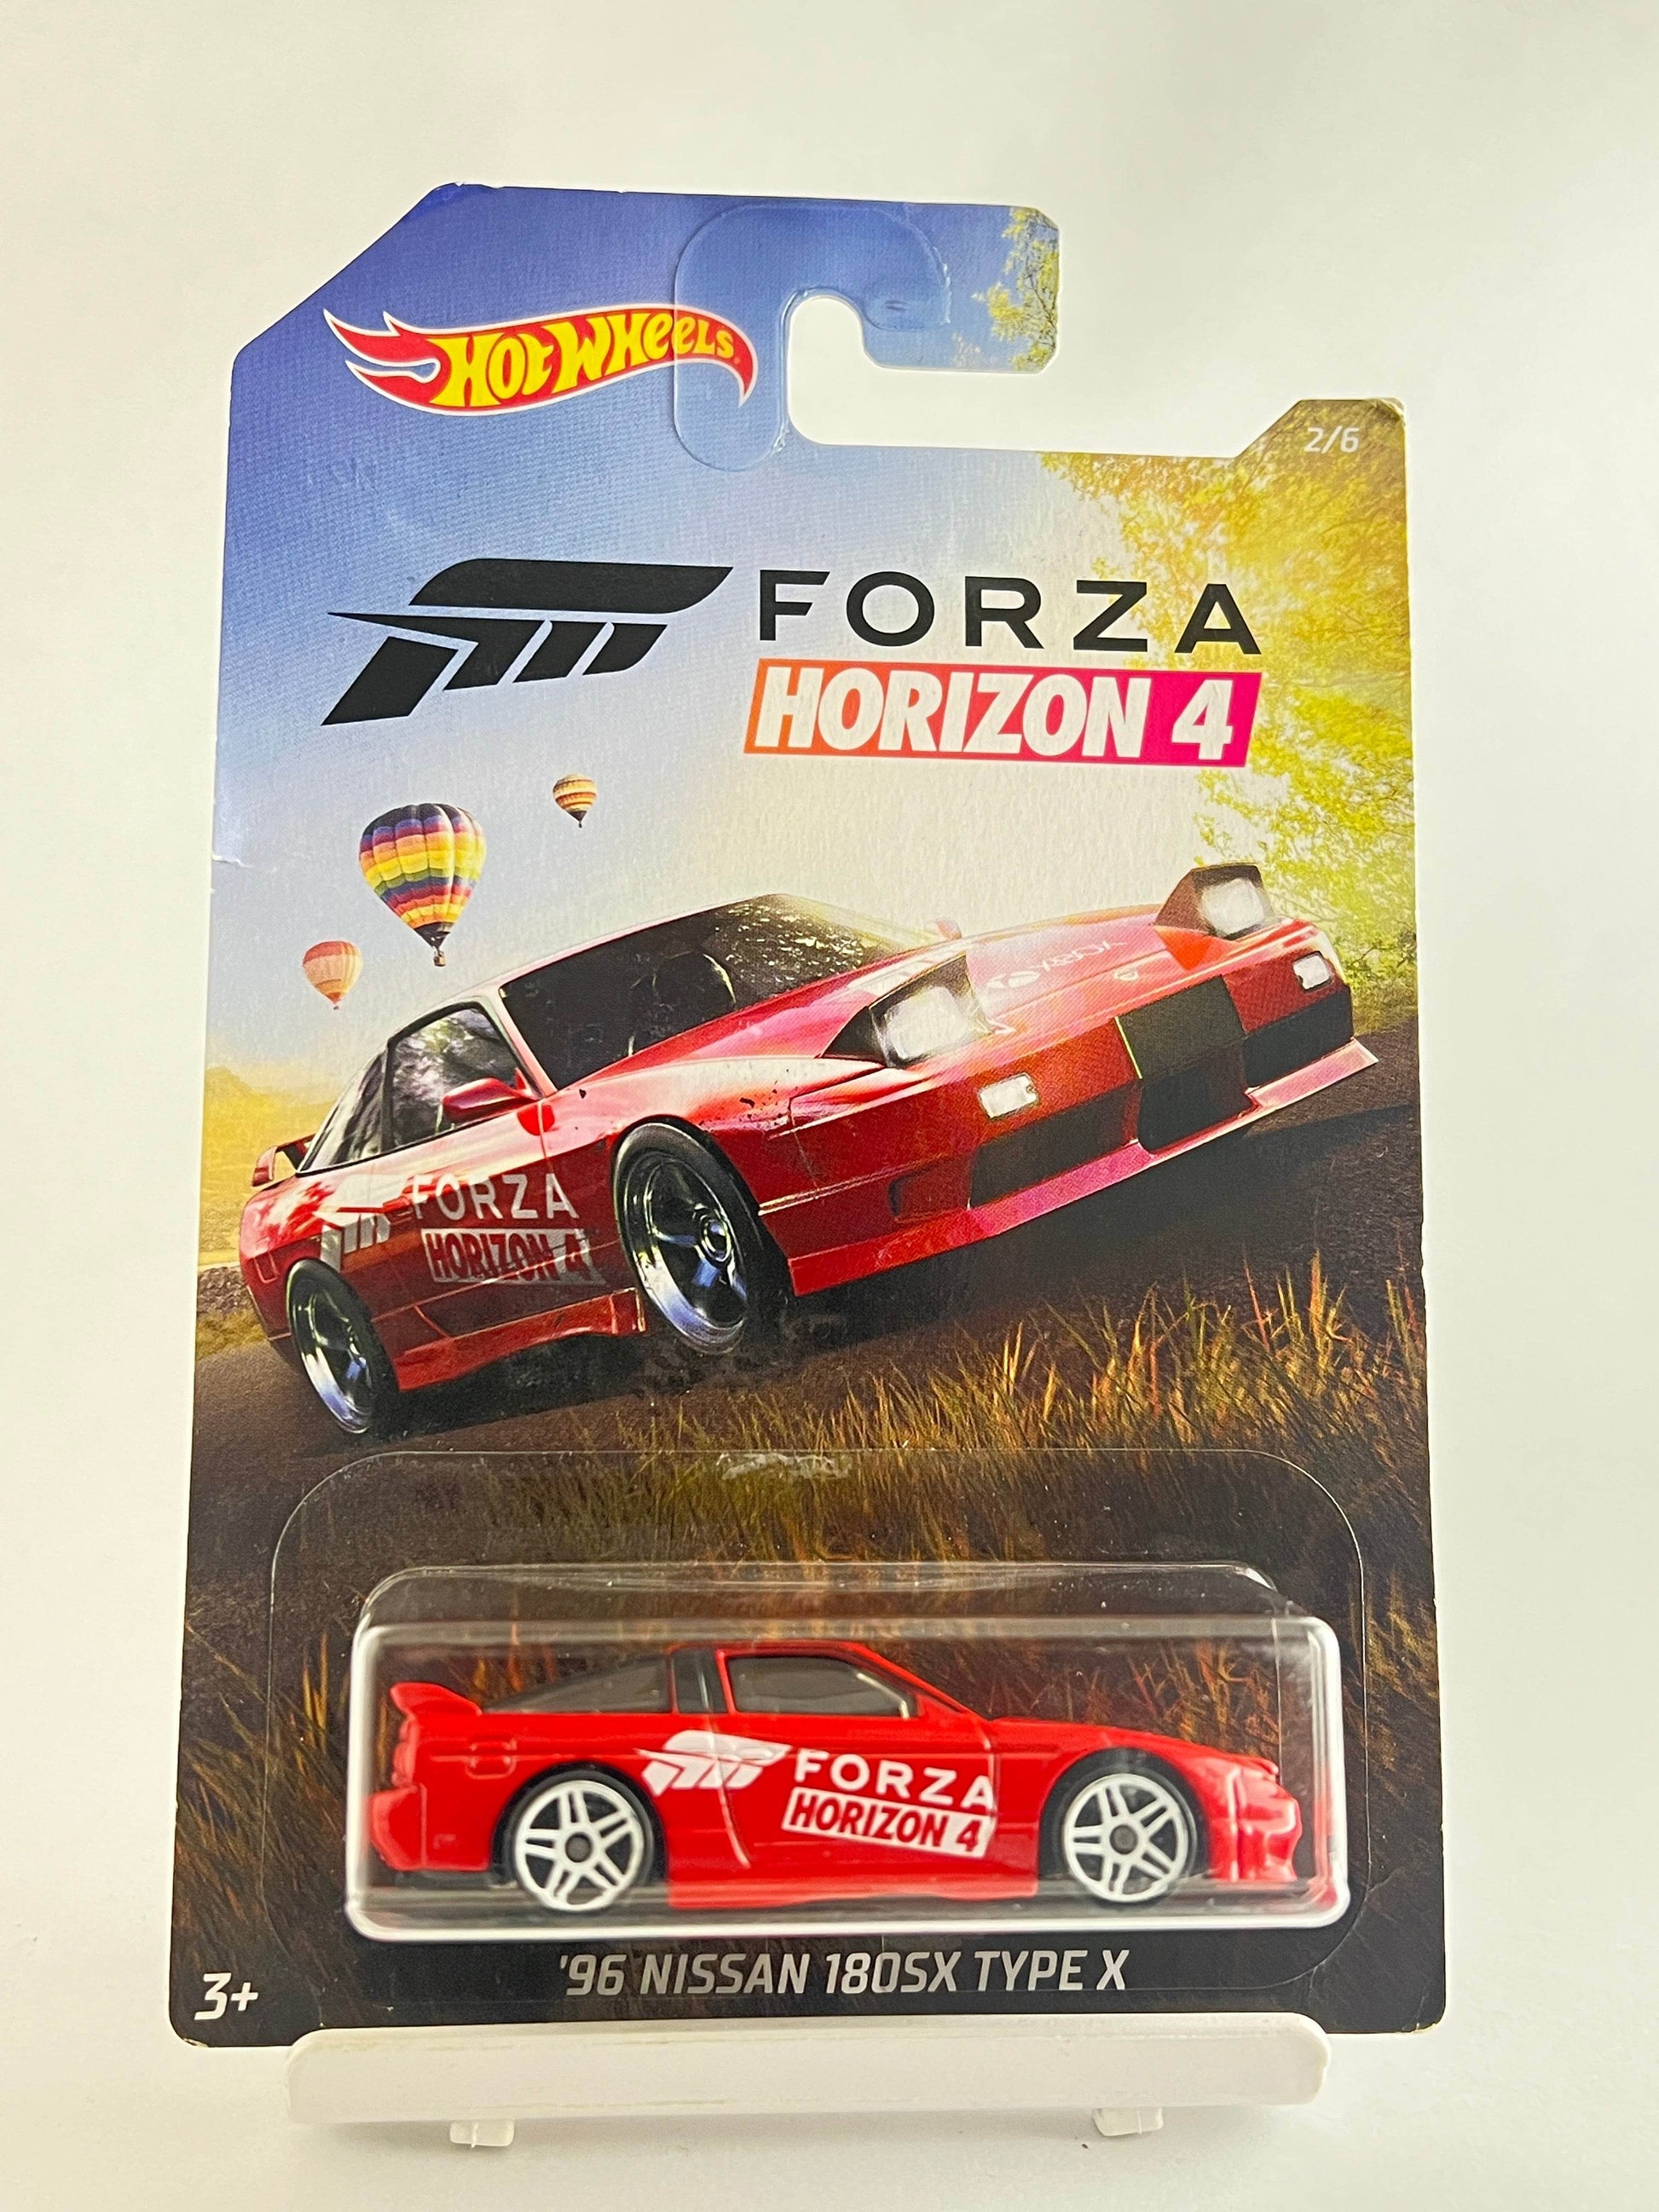 HOT WHEELS
2/6
FORZA
HORIZON 4
FORZA
HORIZON 4
FORZA
HORIZON 4
'96 NISSAN 180SX TYPE X
3+